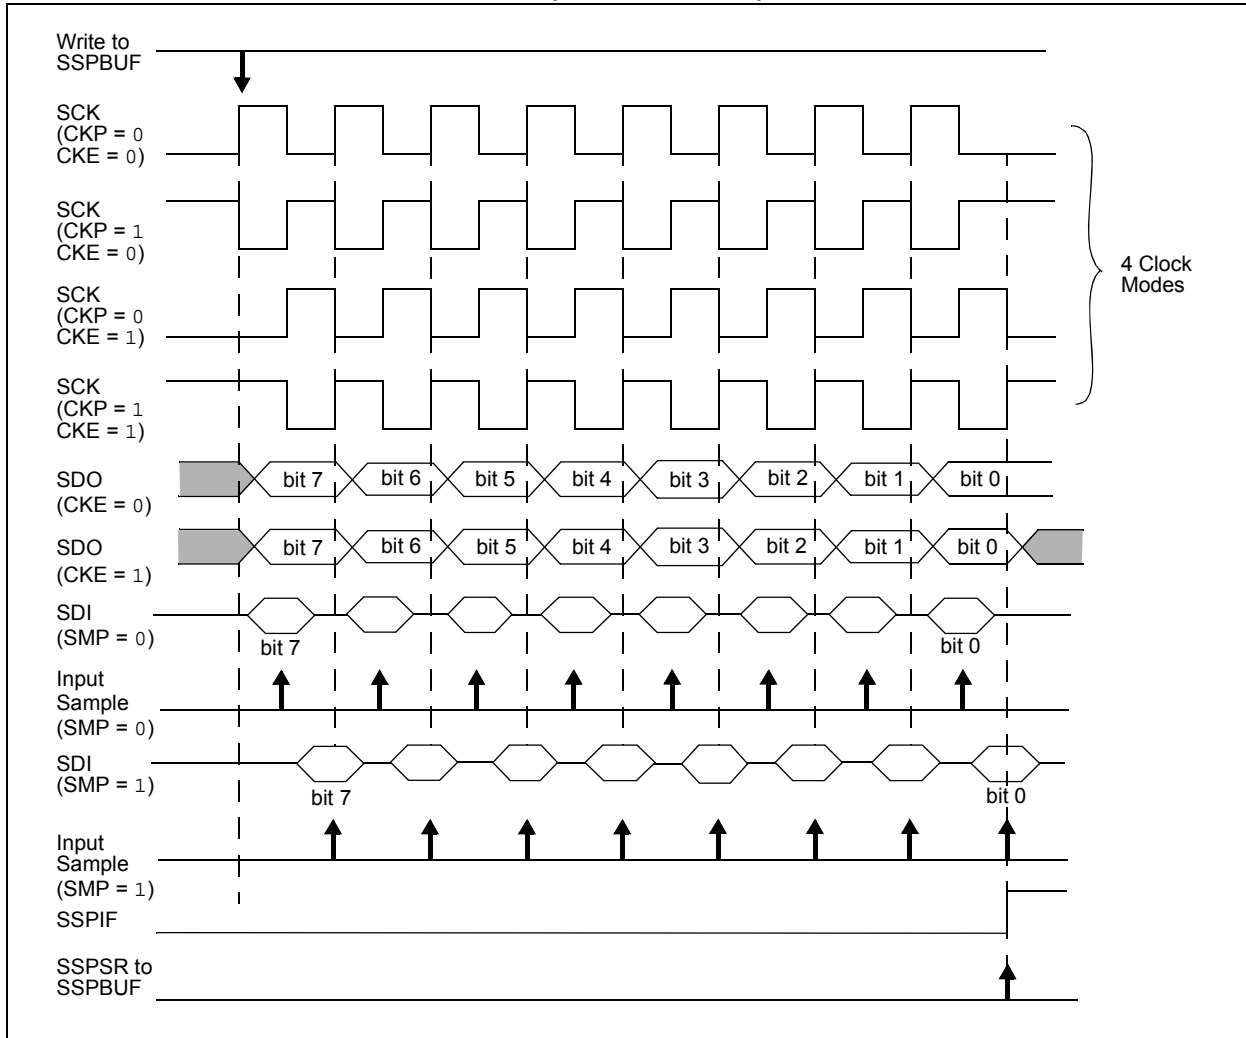 Write to
SSPBUF
SCK
(CKP = 0
CKE = 0)
SCK
(CKP = 1
CKE = 0)
SCK
(CKP = 0
CKE = 1)
SCK
(CKP = 1
CKE = 1)
4 Clock
Modes
SDO
(CKE = 0)
bit 7 bit 6 bit 5 bit 4 bit 3 bit 2 bit 1 bit 0
SDO
(CKE = 1)
bit 7 bit 6 bit 5 bit 4 bit 3 bit 2 bit 1 bit 0
SDI
(SMP = 0)
bit 7 bit 0
Input
Sample
(SMP = 0)
SDI
(SMP = 1)
bit 7 bit 0
Input
Sample
(SMP = 1)
SSPIF
SSPSR to
SSPBUF